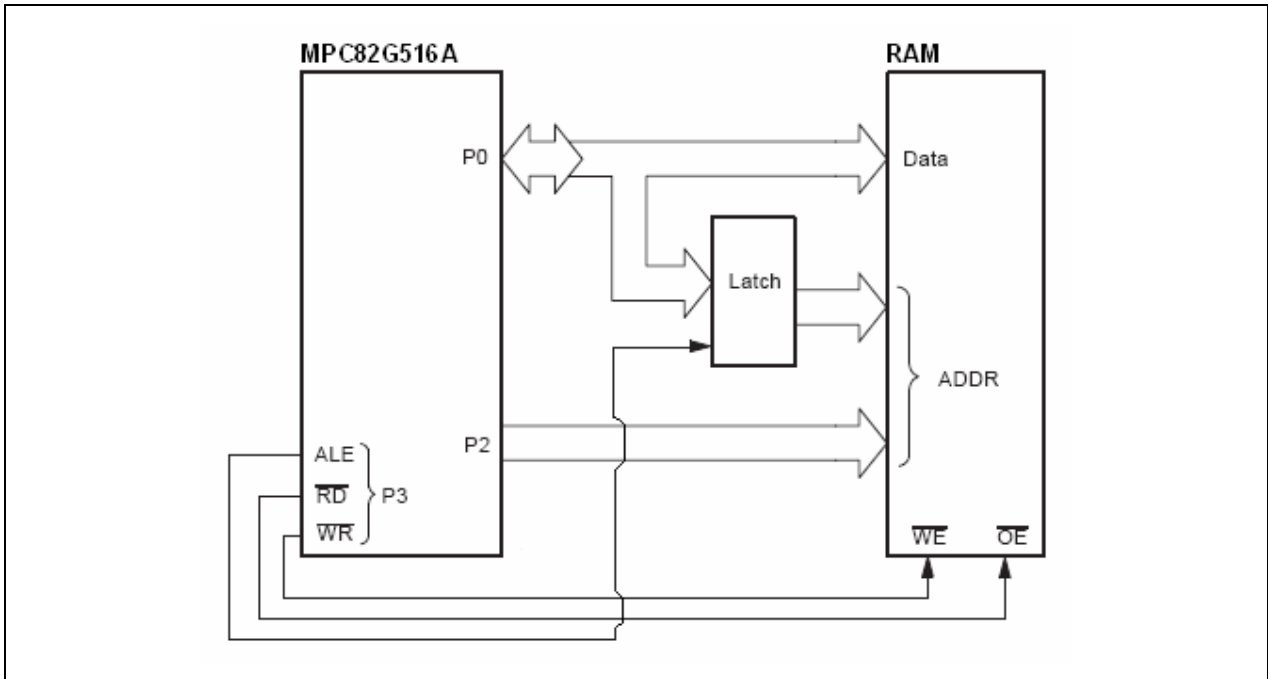 MPC82G516A
RAM
P0
Data
Latch
ADDR
P2
ALE
RD
P3
WR
WE
OE